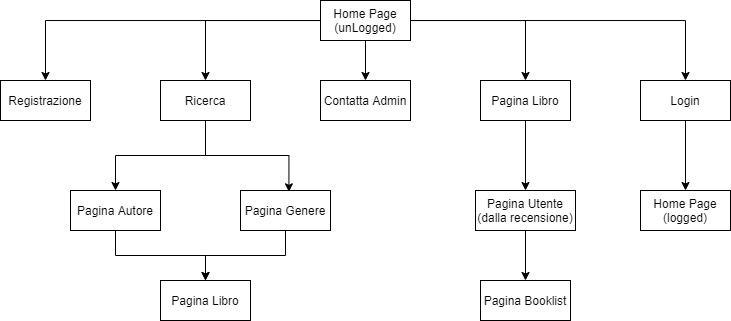 Home Page
(unLogged)
Registrazione
Ricerca
Contatta Admin
Pagina Libro
Login
Pagina Autore
Pagina Genere
Pagina Utente
(dalla recensione)
Home Page
(logged)
Pagina Libro
Pagina Booklist